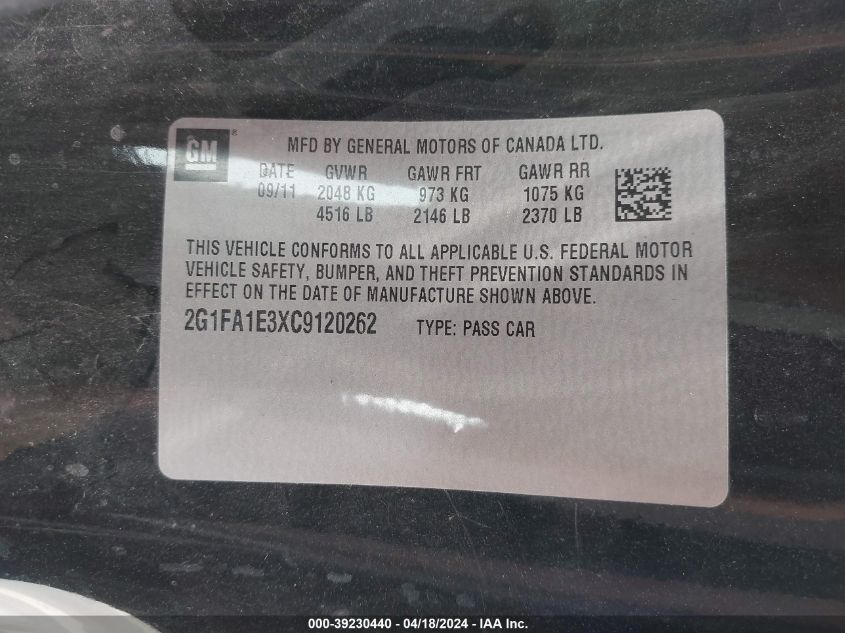 GM ®
MFD BY GENERAL MOTORS OF CANADA LTD.
DATE GVWR GAWR FRT GAWR RR
09/11 2048 KG 973 KG 1075 KG
4516 LB 2146 LB 2370 LB
THIS VEHICLE CONFORMS TO ALL APPLICABLE U.S. FEDERAL MOTOR
VEHICLE SAFETY, BUMPER, AND THEFT PREVENTION STANDARDS IN
EFFECT ON THE DATE OF MANUFACTURE SHOWN ABOVE.
2G1FA1E3XC9120262 TYPE: PASS CAR
000-39230440 - 04/18/2024 - IAA Inc.